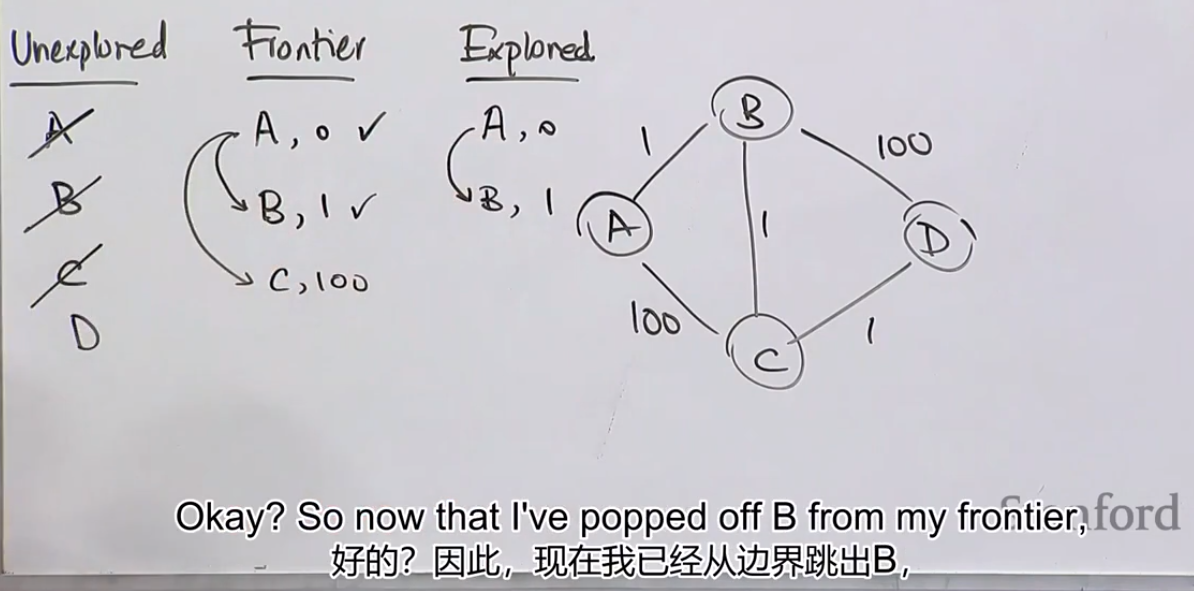 Unexplored Frontier Explored
A A, 0 ✓ A, 0
B B, 1 ✓ B, 1
C C, 100
D
B
1 100
A 1 D
100 1
C
Stanford
Okay? So now that I've popped off B from my frontier,
好的？因此，现在我已经从边界跳出B，